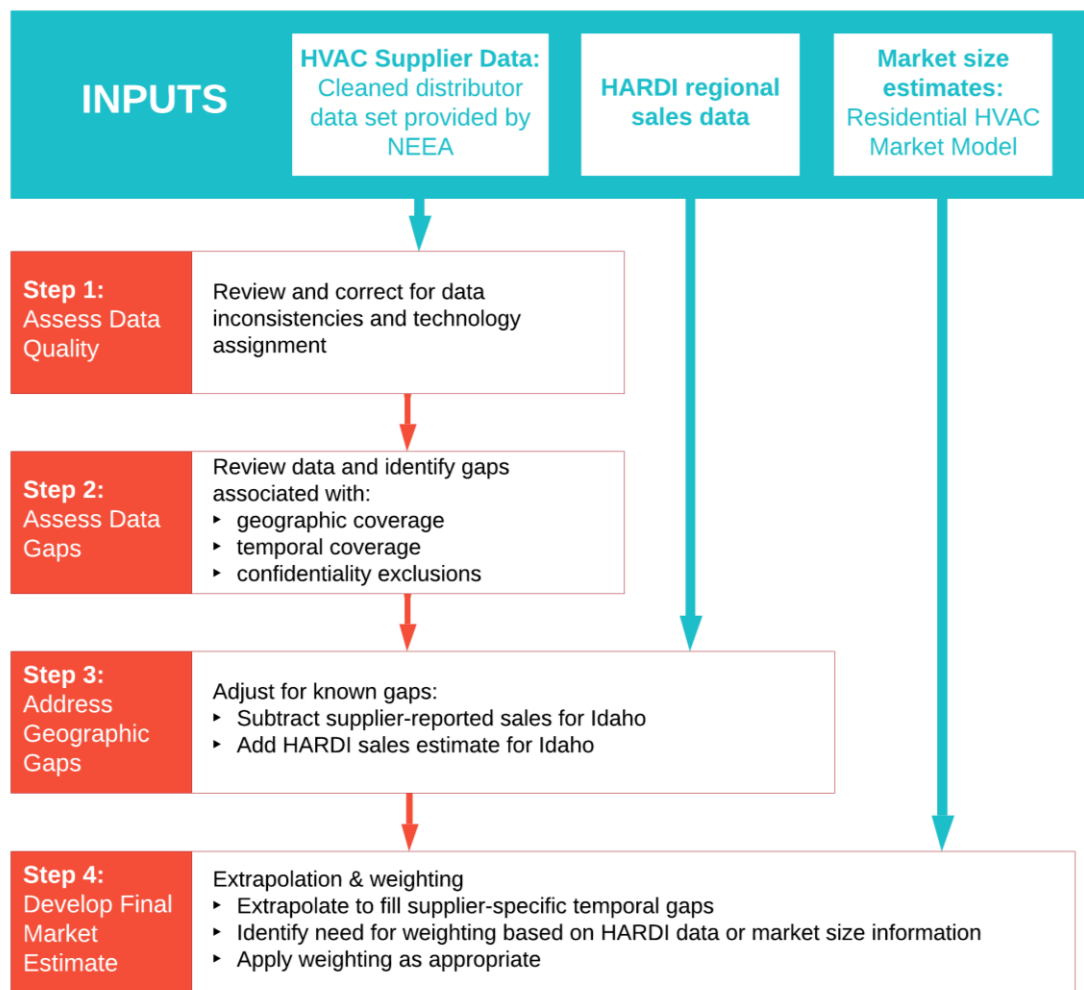 INPUTS
HVAC Supplier Data:
Cleaned distributor
data set provided by
NEEA
HARDI regional
sales data
Market size
estimates:
Residential HVAC
Market Model
Step 1:
Assess Data
Quality
Review and correct for data
inconsistencies and technology
assignment
Step 2:
Assess Data
Gaps
Review data and identify gaps
associated with:
‣ geographic coverage
‣ temporal coverage
‣ confidentiality exclusions
Step 3:
Address
Geographic
Gaps
Adjust for known gaps:
‣ Subtract supplier-reported sales for Idaho
‣ Add HARDI sales estimate for Idaho
Step 4:
Develop Final
Market
Estimate
Extrapolation & weighting
‣ Extrapolate to fill supplier-specific temporal gaps
‣ Identify need for weighting based on HARDI data or market size information
‣ Apply weighting as appropriate